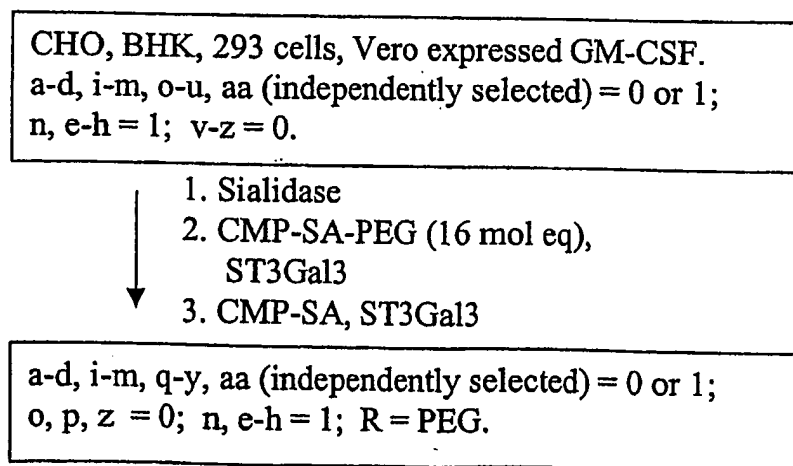 CHO, BHK, 293 cells, Vero expressed GM-CSF.
a-d, i-m, o-u, aa (independently selected) = 0 or 1;
n, e-h = 1; v-z = 0.
1. Sialidase
2. CMP-SA-PEG (16 mol eq),
ST3Gal3
3. CMP-SA, ST3Gal3
a-d, i-m, q-y, aa (independently selected) = 0 or 1;
o, p, z = 0; n, e-h = 1; R = PEG.